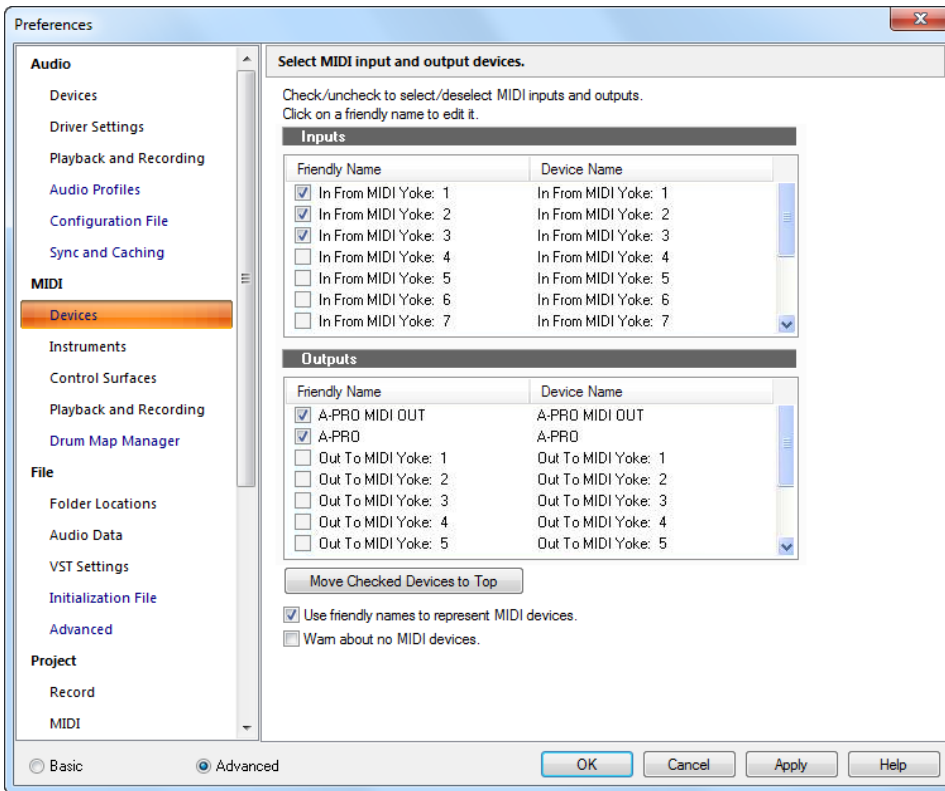 Preferences
Audio
Devices
Driver Settings
Playback and Recording
Audio Profiles
Configuration File
Sync and Caching
MIDI
Devices
Instruments
Control Surfaces
Playback and Recording
Drum Map Manager
File
Folder Locations
Audio Data
VST Settings
Initialization File
Advanced
Project
Record
MIDI
Basic
Advanced
Select MIDI input and output devices.
Check/uncheck to select/deselect MIDI inputs and outputs.
Click on a friendly name to edit it.
Inputs
Friendly Name Device Name
In From MIDI Yoke: 1 In From MIDI Yoke: 1
In From MIDI Yoke: 2 In From MIDI Yoke: 2
In From MIDI Yoke: 3 In From MIDI Yoke: 3
In From MIDI Yoke: 4 In From MIDI Yoke: 4
In From MIDI Yoke: 5 In From MIDI Yoke: 5
In From MIDI Yoke: 6 In From MIDI Yoke: 6
In From MIDI Yoke: 7 In From MIDI Yoke: 7
Outputs
Friendly Name Device Name
A-PRO MIDI OUT A-PRO MIDI OUT
A-PRO A-PRO
Out To MIDI Yoke: 1 Out To MIDI Yoke: 1
Out To MIDI Yoke: 2 Out To MIDI Yoke: 2
Out To MIDI Yoke: 3 Out To MIDI Yoke: 3
Out To MIDI Yoke: 4 Out To MIDI Yoke: 4
Out To MIDI Yoke: 5 Out To MIDI Yoke: 5
Move Checked Devices to Top
Use friendly names to represent MIDI devices.
Warn about no MIDI devices.
OK Cancel Apply Help